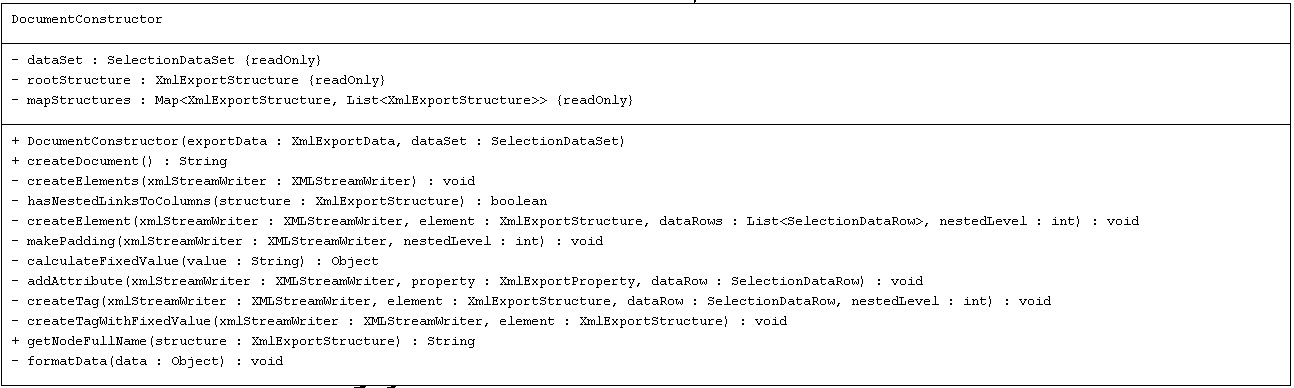 DocumentConstructor
- dataSet : SelectionDataSet {readOnly}
- rootStructure : XmlExportStructure {readOnly}
- mapStructures : Map<XmlExportStructure, List<XmlExportStructure>> {readOnly}
+ DocumentConstructor(exportData : XmlExportData, dataSet : SelectionDataSet)
+ createDocument() : String
- createElements(xmlStreamWriter : XMLStreamWriter) : void
- hasNestedLinksToColumns(structure : XmlExportStructure) : boolean
- createElement(xmlStreamWriter : XMLStreamWriter, element : XmlExportStructure, dataRows : List<SelectionDataRow>, nestedLevel : int) : void
- makePadding(xmlStreamWriter : XMLStreamWriter, nestedLevel : int) : void
- calculateFixedValue(value : String) : Object
- addAttribute(xmlStreamWriter : XMLStreamWriter, property : XmlExportProperty, dataRow : SelectionDataRow) : void
- createTag(xmlStreamWriter : XMLStreamWriter, element : XmlExportStructure, dataRow : SelectionDataRow, nestedLevel : int) : void
- createTagWithFixedValue(xmlStreamWriter : XMLStreamWriter, element : XmlExportStructure) : void
+ getNodeFullName(structure : XmlExportStructure) : String
- formatData(data : Object) : void